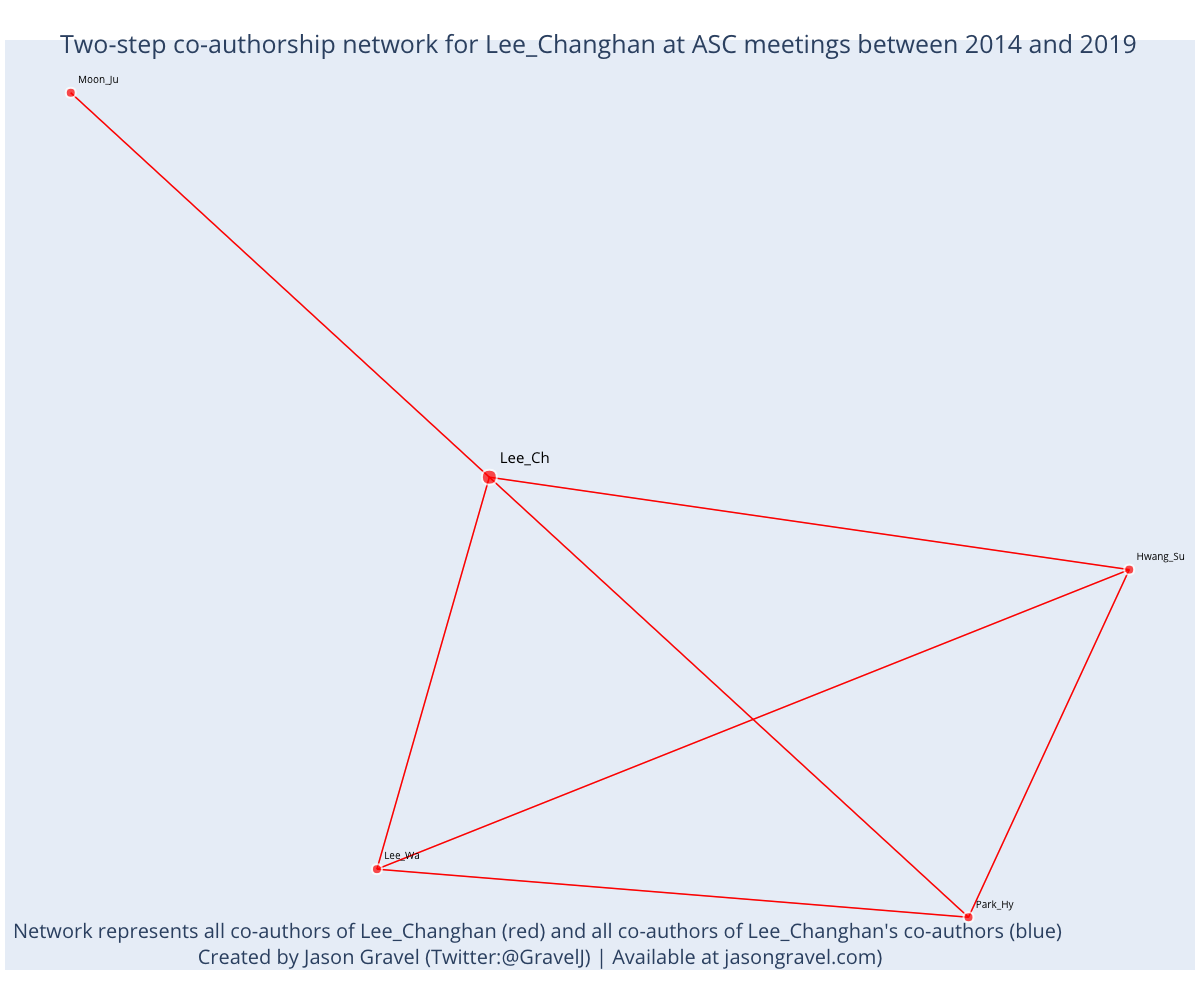 Two-step co-authorship network for Lee_Changhan at ASC meetings between 2014 and 2019
Moon_Ju
Lee_Ch
Hwang_Su
Lee_Wa
Park_Hy
Network represents all co-authors of Lee_Changhan (red) and all co-authors of Lee_Changhan's co-authors (blue)
Created by Jason Gravel (Twitter:@GravelJ) | Available at jasongravel.com)